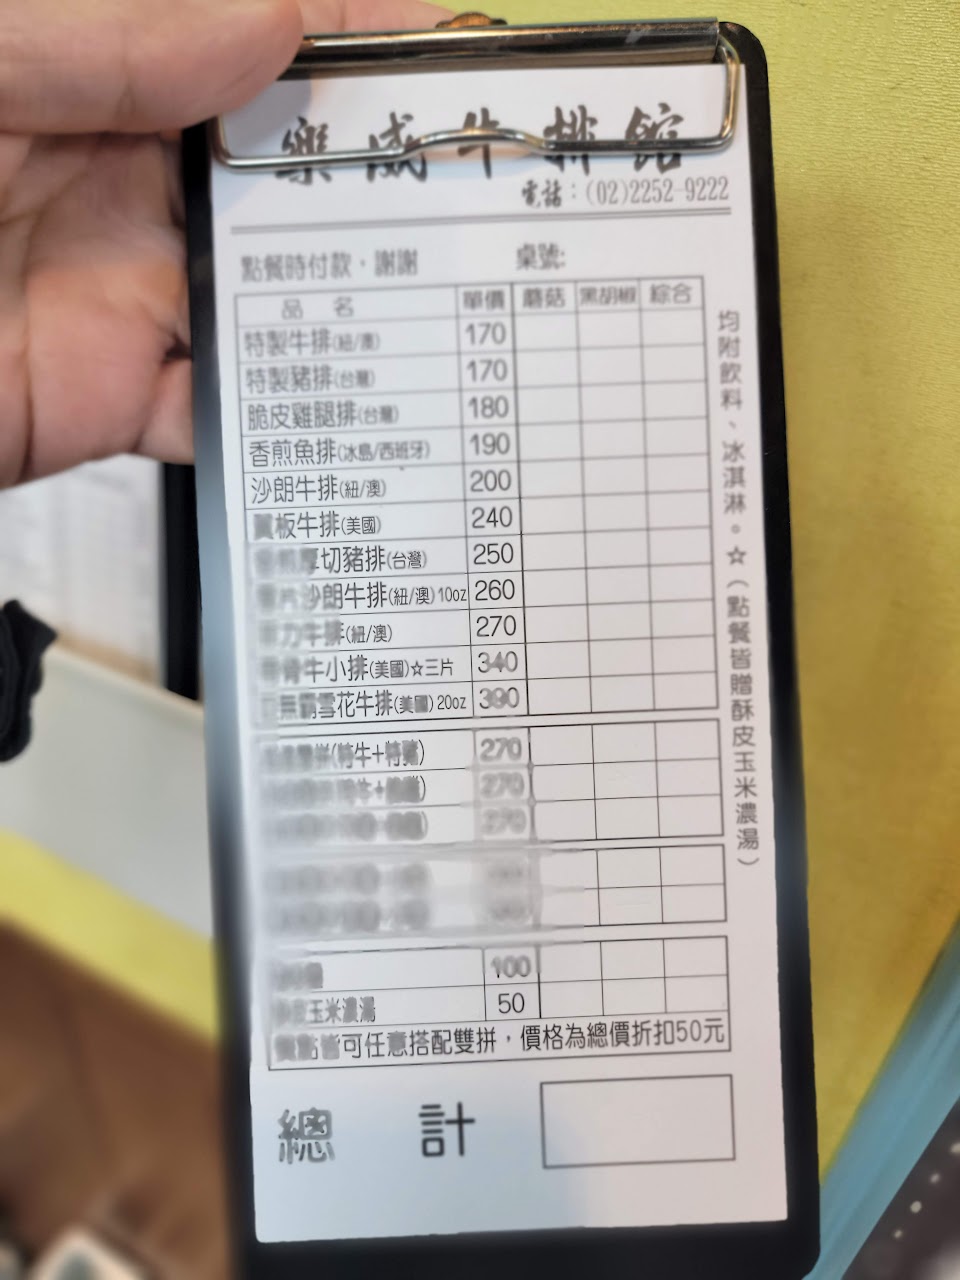 樂威牛排館
電話：(02)2252-9222
點餐時付款，謝謝 桌號:
品名 單價 蘑菇 黑胡椒 綜合
特製牛排(紐/澳) 170
特製豬排(台灣) 170
脆皮雞腿排(台灣) 180
香煎魚排(冰島/西班牙) 190
沙朗牛排(紐/澳) 200
板牛排(美國) 240
厚切豬排(台灣) 250
沙朗牛排(紐/澳)10oz 260
力牛排(紐/澳) 270
骨牛小排(美國)☆三片 340
無霸雪花牛排(美國)20oz 390
拼(特牛+特豬) 270
270
270
100
玉米濃湯 50
皆可任意搭配雙拼，價格為總價折扣50元
總計
均附飲料、冰淇淋。☆(點餐皆贈酥皮玉米濃湯)